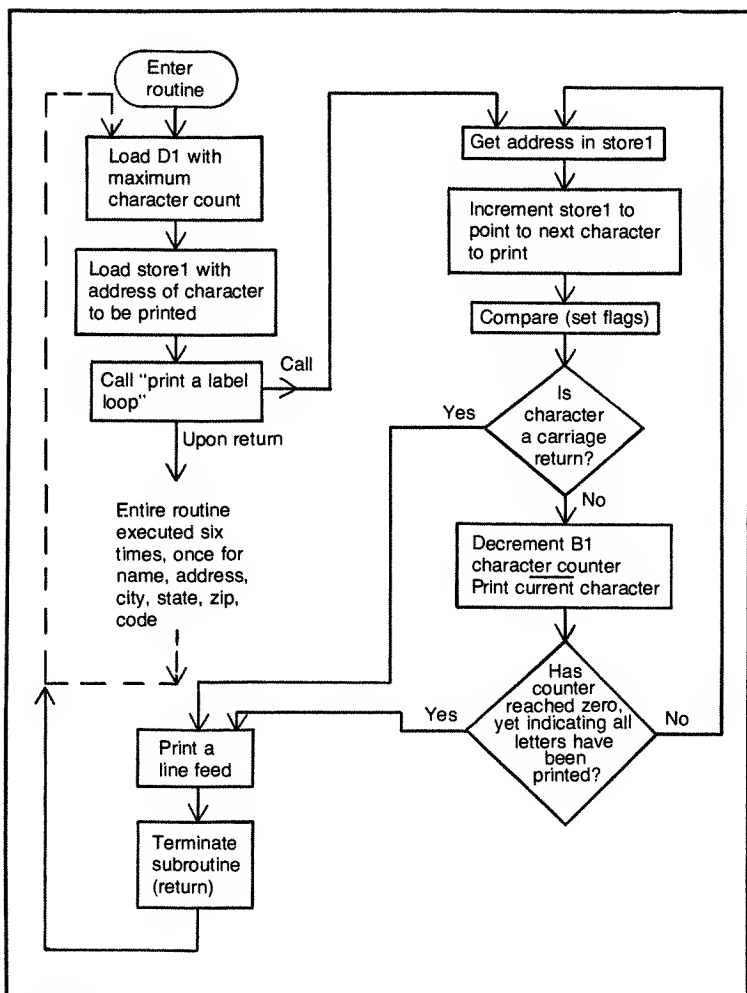 Enter
routine
Load D1 with
maximum
character count
Load store1 with
address of character
to be printed
Call "print a label
loop"
Call
Upon return
Entire routine
executed six
times, once for
name, address,
city, state, zip,
code
Get address in store1
Increment store1 to
point to next character
to print
Compare (set flags)
Is
character
a carriage
return?
Yes
No
Decrement B1
character counter
Print current character
Has
counter
reached zero,
yet indicating all
letters have
been
printed?
Yes
No
Print a
line feed
Terminate
subroutine
(return)